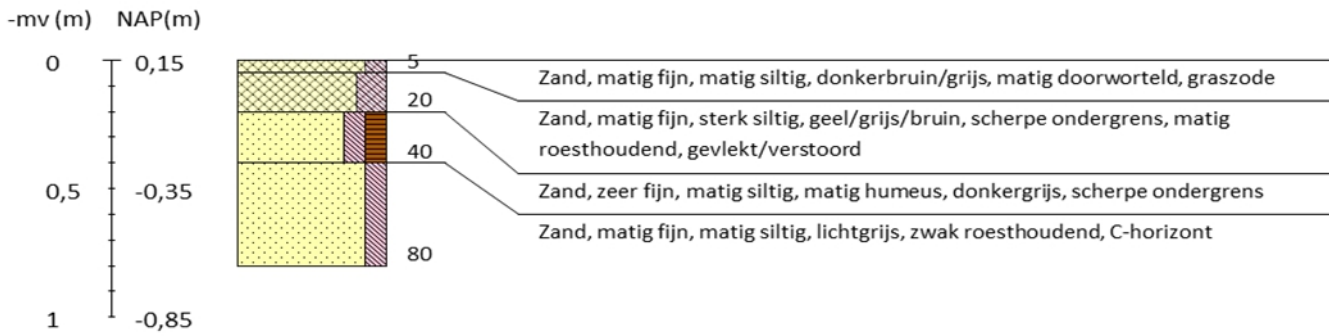 -mv (m) NAP(m)
0 0,15 5
Zand, matig fijn, matig siltig, donkerbruin/grijs, matig doorworteld, graszode
20
Zand, matig fijn, sterk siltig, geel/grijs/bruin, scherpe ondergrens, matig
roesthoudend, gevlekt/verstoord
40
0,5 -0,35
Zand, zeer fijn, matig siltig, matig humeus, donkergrijs, scherpe ondergrens
Zand, matig fijn, matig siltig, lichtgrijs, zwak roesthoudend, C-horizont
80
1 -0,85